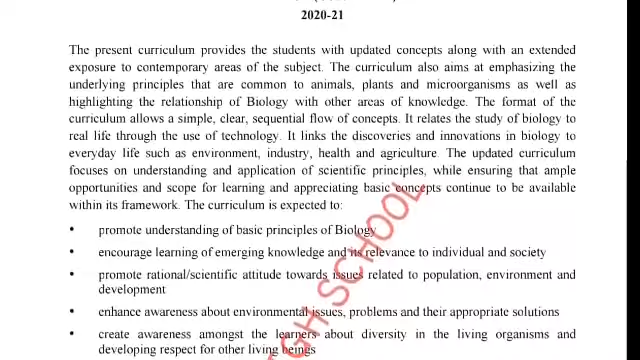 2020-21
The present curriculum provides the students with updated concepts along with an extended
exposure to contemporary areas of the subject. The curriculum also aims at emphasizing the
underlying principles that are common to animals, plants and microorganisms as well as
highlighting the relationship of Biology with other areas of knowledge. The format of the
curriculum allows a simple, clear, sequential flow of concepts. It relates the study of biology to
real life through the use of technology. It links the discoveries and innovations in biology to
everyday life such as environment, industry, health and agriculture. The updated curriculum
focuses on understanding and application of scientific principles, while ensuring that ample
opportunities and scope for learning and appreciating basic concepts continue to be available
within its framework. The curriculum is expected to:
• promote understanding of basic principles of Biology
• encourage learning of emerging knowledge and its relevance to individual and society
• promote rational/scientific attitude towards issues related to population, environment and
development
• enhance awareness about environmental issues, problems and their appropriate solutions
• create awareness amongst the learners about diversity in the living organisms and
developing respect for other living beings
GH SCHOOL